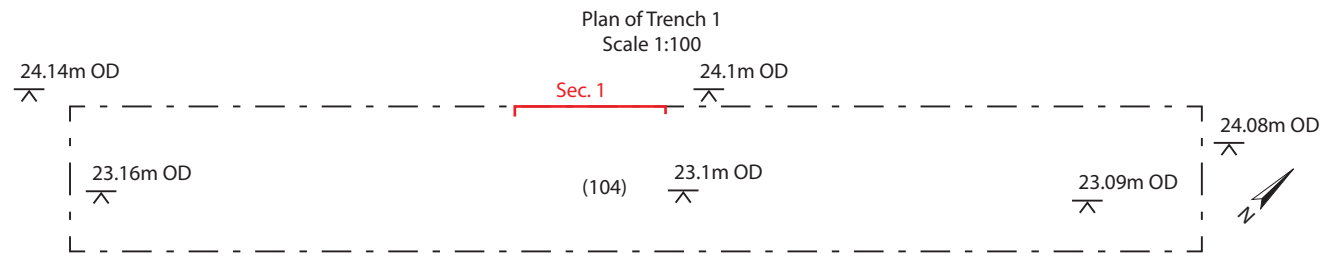 Plan of Trench 1
Scale 1:100
24.14m OD
Sec. 1
24.1m OD
24.08m OD
23.16m OD
(104)
23.1m OD
23.09m OD
N